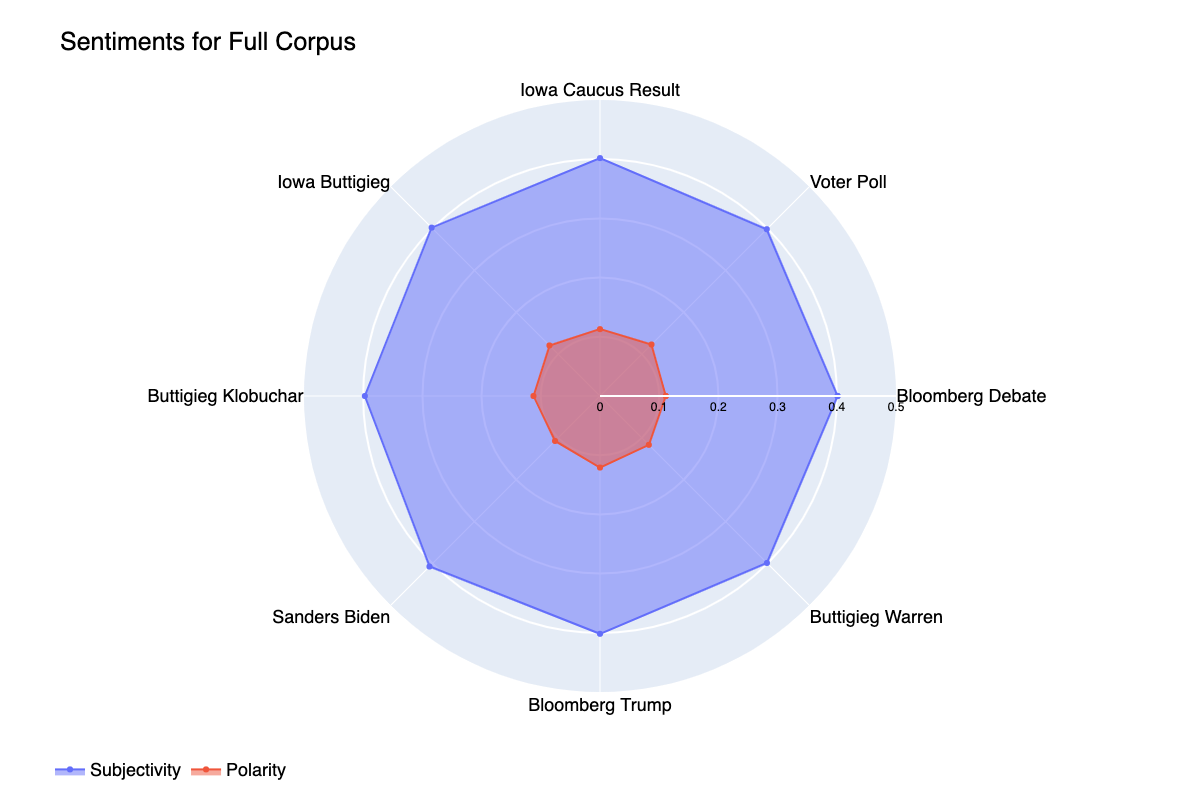 Sentiments for Full Corpus
Iowa Caucus Result
Iowa Buttigieg
Voter Poll
Buttigieg Klobuchar
Bloomberg Debate
0 0.1 0.2 0.3 0.4 0.5
Sanders Biden
Buttigieg Warren
Bloomberg Trump
Subjectivity Polarity